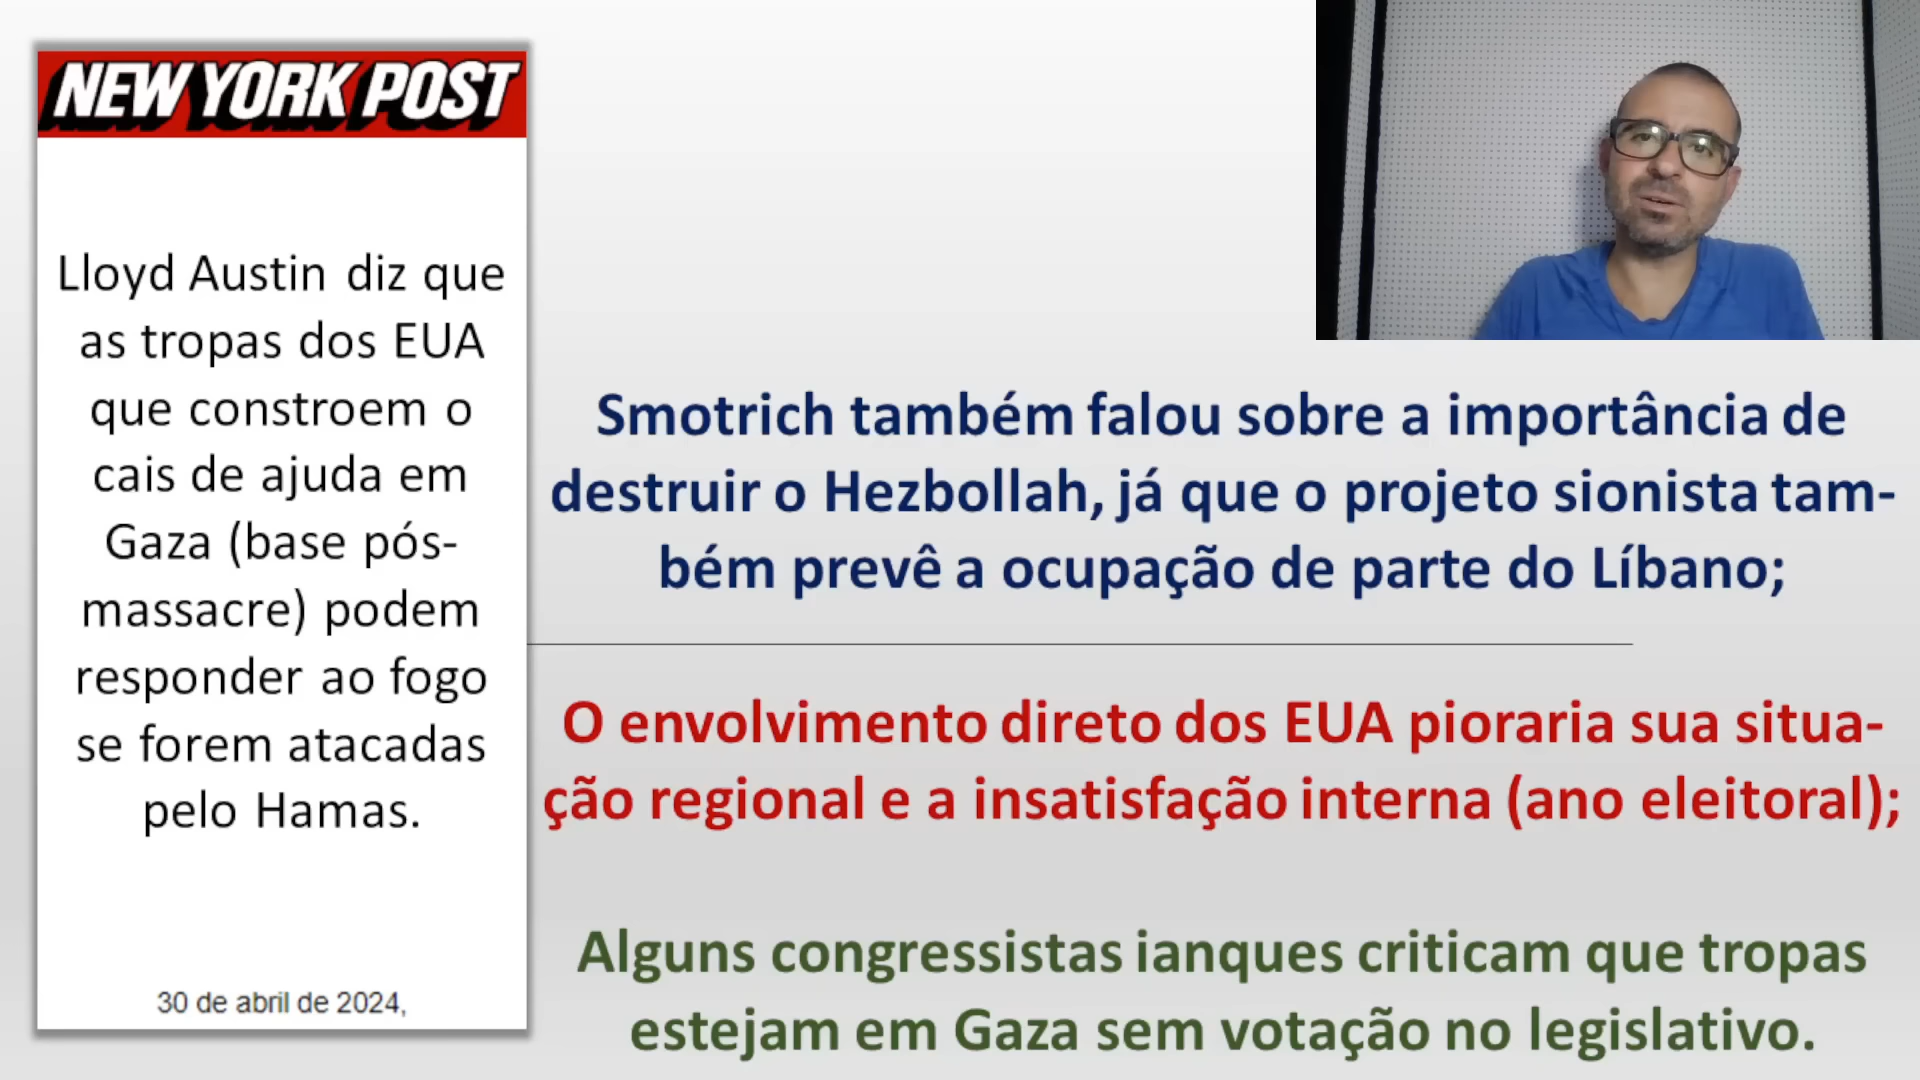 NEW YORK POST
Lloyd Austin diz que
as tropas dos EUA
que constroem o
cais de ajuda em
Gaza (base pós-
massacre) podem
responder ao fogo
se forem atacadas
pelo Hamas.
30 de abril de 2024,
Smotrich também falou sobre a importância de
destruir o Hezbollah, já que o projeto sionista tam-
bém prevê a ocupação de parte do Líbano;
O envolvimento direto dos EUA pioraria sua situa-
ção regional e a insatisfação interna (ano eleitoral);
Alguns congressistas ianques criticam que tropas
estejam em Gaza sem votação no legislativo.